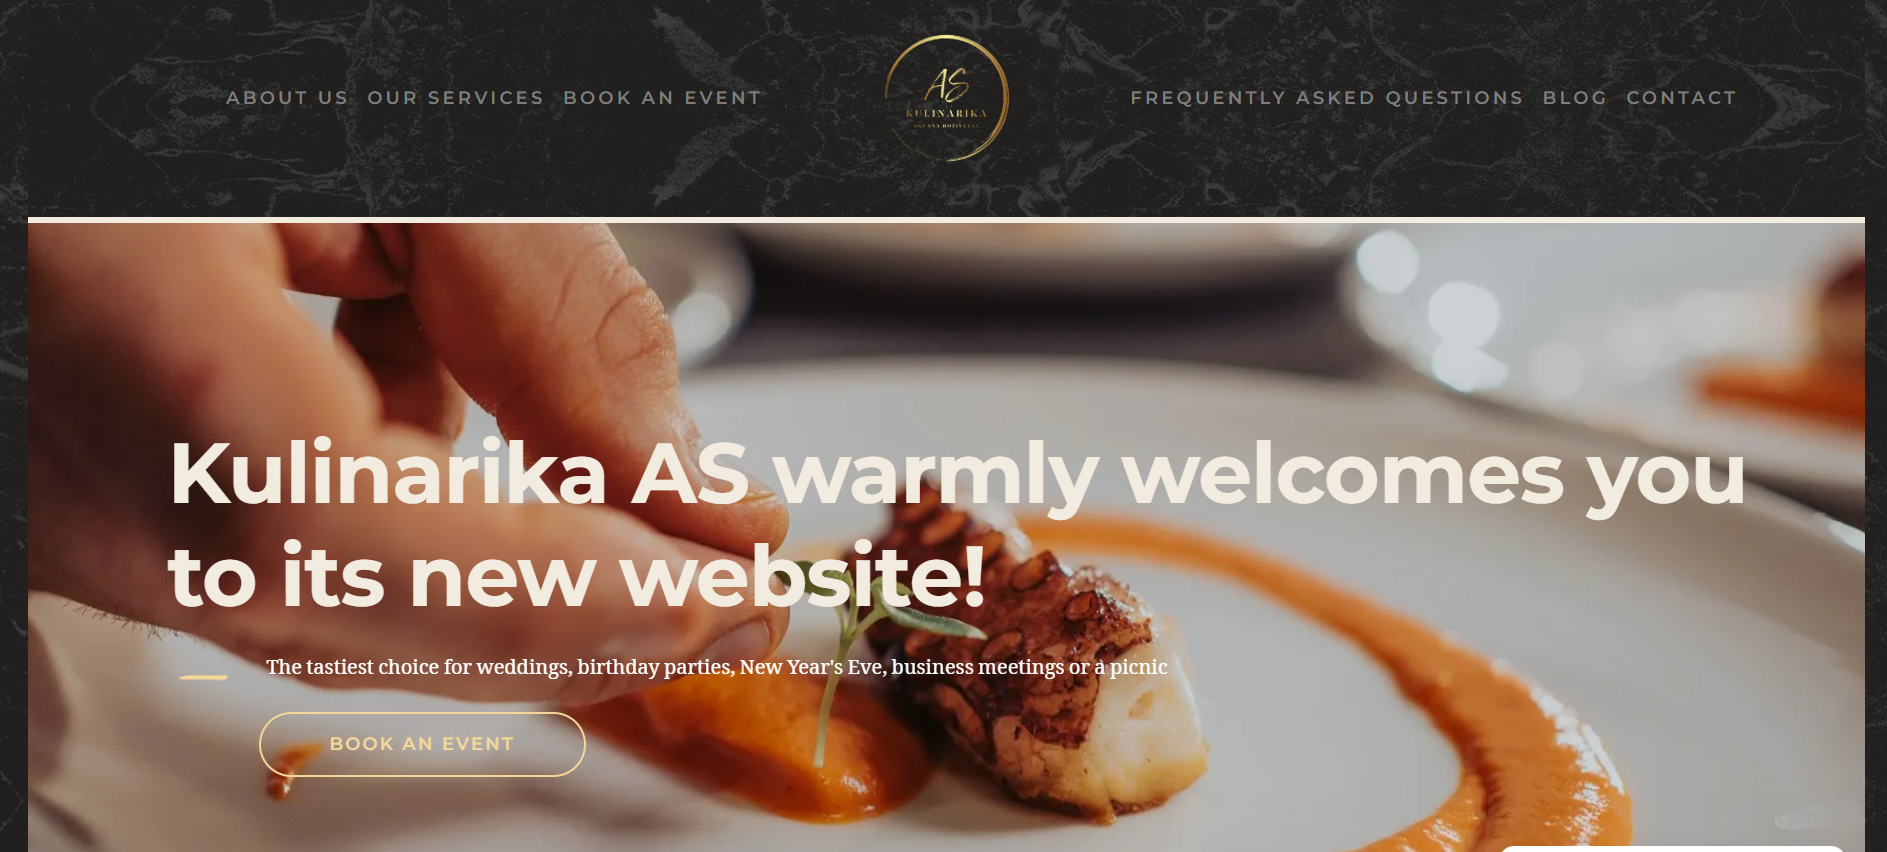 ABOUT US OUR SERVICES BOOK AN EVENT
AS
KULINARIKA
FREQUENTLY ASKED QUESTIONS BLOG CONTACT
Kulinarika AS warmly welcomes you
to its new website!
The tastiest choice for weddings, birthday parties, New Year's Eve, business meetings or a picnic
BOOK AN EVENT